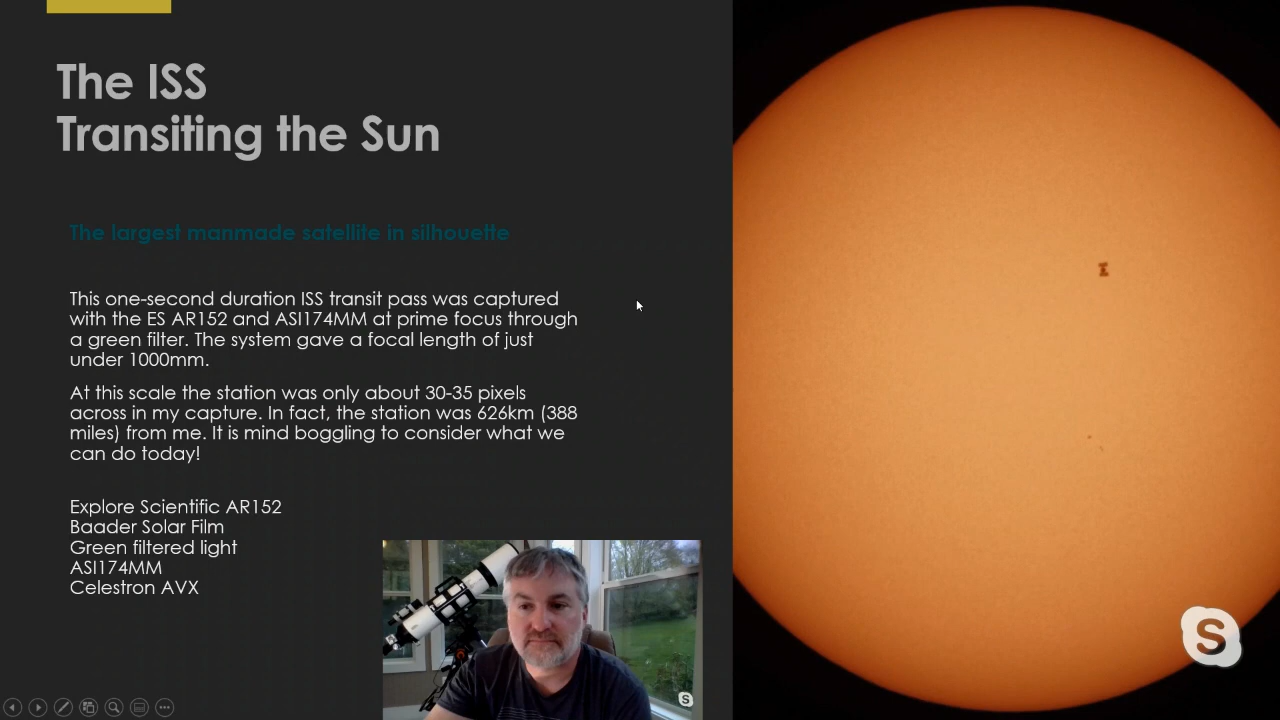 The ISS
Transiting the Sun
The largest manmade satellite in silhouette
This one-second duration ISS transit pass was captured
with the ES AR152 and ASI174MM at prime focus through
a green filter. The system gave a focal length of just
under 1000mm.
At this scale the station was only about 30-35 pixels
across in my capture. In fact, the station was 626km (388
miles) from me. It is mind boggling to consider what we
can do today!
Explore Scientific AR152
Baader Solar Film
Green filtered light
ASI174MM
Celestron AVX
S
S